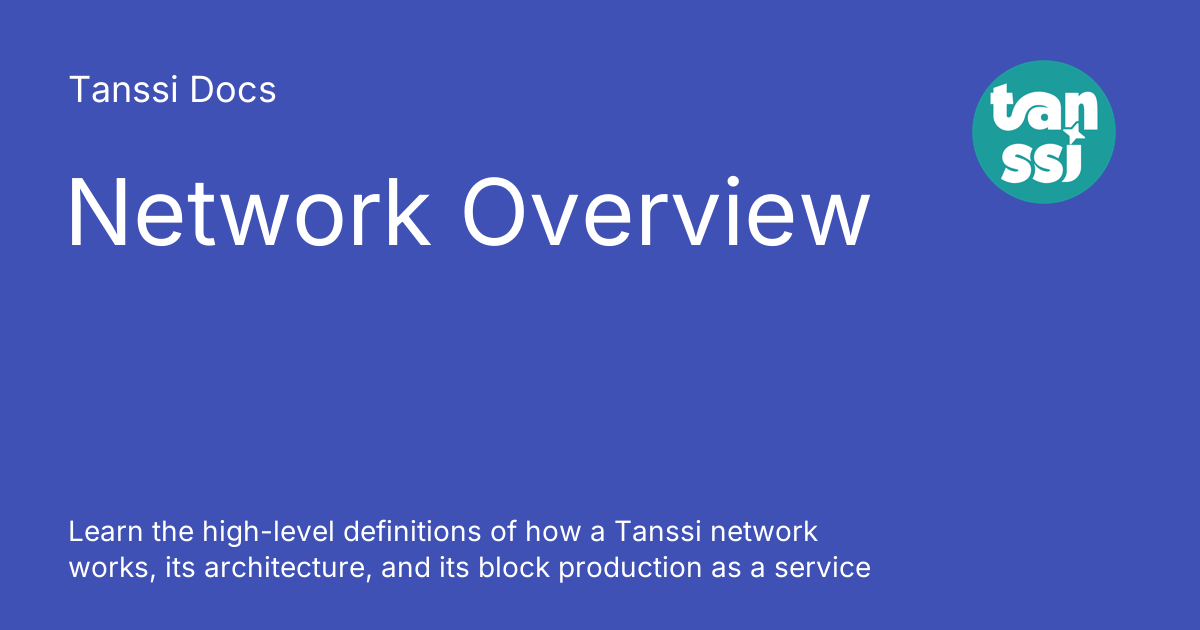 Tanssi Docs
tan
ssi
Network Overview
Learn the high-level definitions of how a Tanssi network
works, its architecture, and its block production as a service